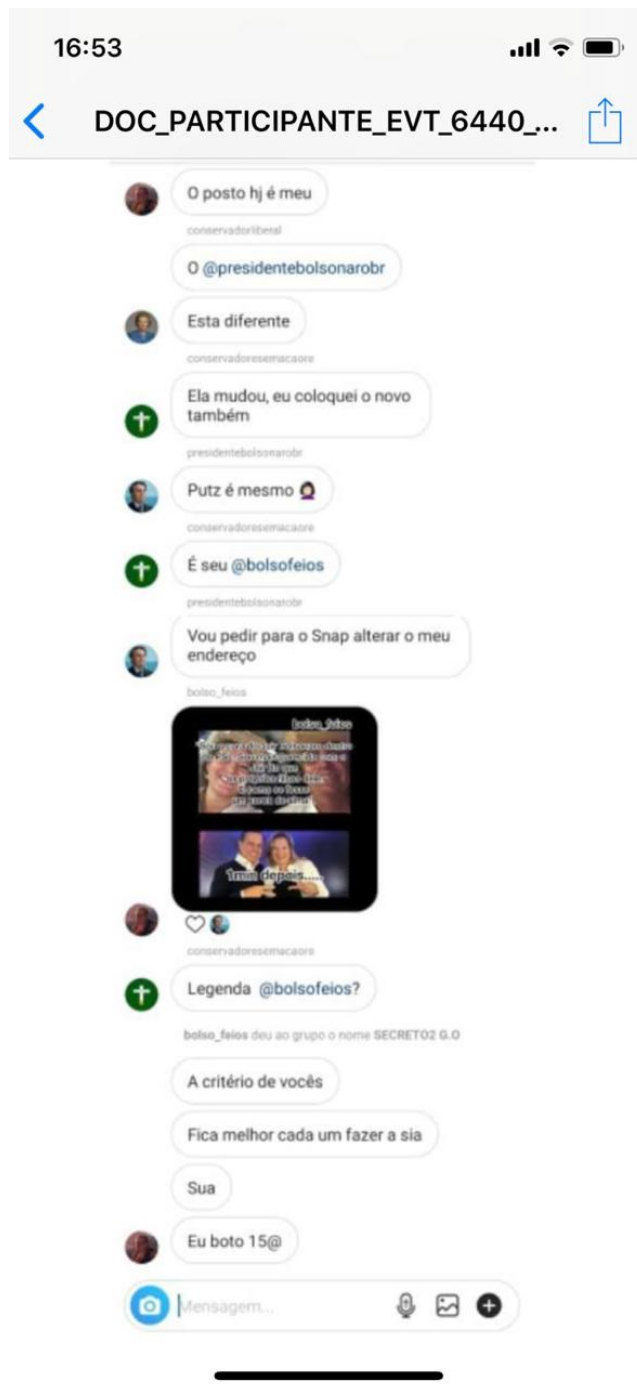 16:53
DOC_PARTICIPANTE_EVT_6440_...
O posto hj é meu
conservadorliberal
O @presidentebolsonarobr
Esta diferente
conservadoresemacaore
Ela mudou, eu coloquei o novo
também
presidentebolsonarobr
Putz é mesmo 🤦🏻‍♀️
conservadoresemacaore
É seu @bolsofeios
presidentebolsonarobr
Vou pedir para o Snap alterar o meu
endereço
bolso_feios
bolso_feios
1min depois.....
conservadoresemacaore
Legenda @bolsofeios?
bolso_feios deu ao grupo o nome SECRETO2 G.O
A critério de vocês
Fica melhor cada um fazer a sia
Sua
Eu boto 15@
Mensagem...